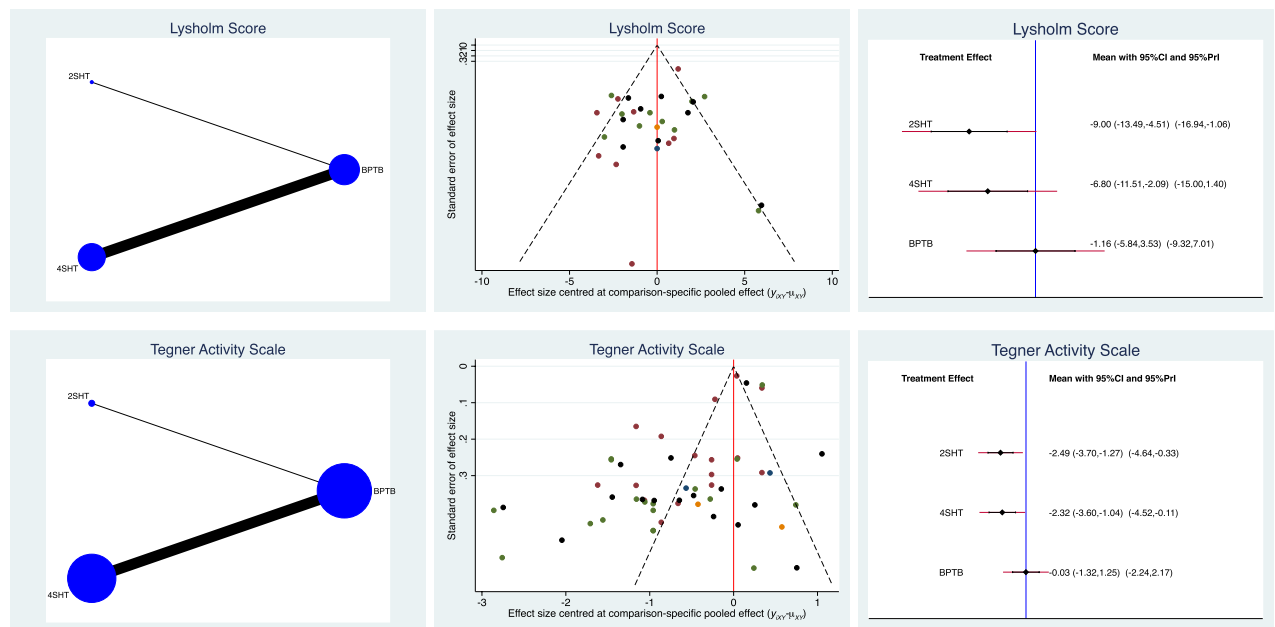 Lysholm Score
2SHT
BPTB
4SHT
Lysholm Score
Standard error of effect size
.3210
-10 -5 0 5 10
Effect size centred at comparison-specific pooled effect (yiXY-μXY)
Lysholm Score
Treatment Effect Mean with 95%CI and 95%PrI
2SHT -9.00 (-13.49,-4.51) (-16.94,-1.06)
4SHT -6.80 (-11.51,-2.09) (-15.00,1.40)
BPTB -1.16 (-5.84,3.53) (-9.32,7.01)
Tegner Activity Scale
2SHT
BPTB
4SHT
Tegner Activity Scale
Standard error of effect size
0
.1
.2
.3
-3 -2 -1 0 1
Effect size centred at comparison-specific pooled effect (yiXY-μXY)
Tegner Activity Scale
Treatment Effect Mean with 95%CI and 95%PrI
2SHT -2.49 (-3.70,-1.27) (-4.64,-0.33)
4SHT -2.32 (-3.60,-1.04) (-4.52,-0.11)
BPTB -0.03 (-1.32,1.25) (-2.24,2.17)